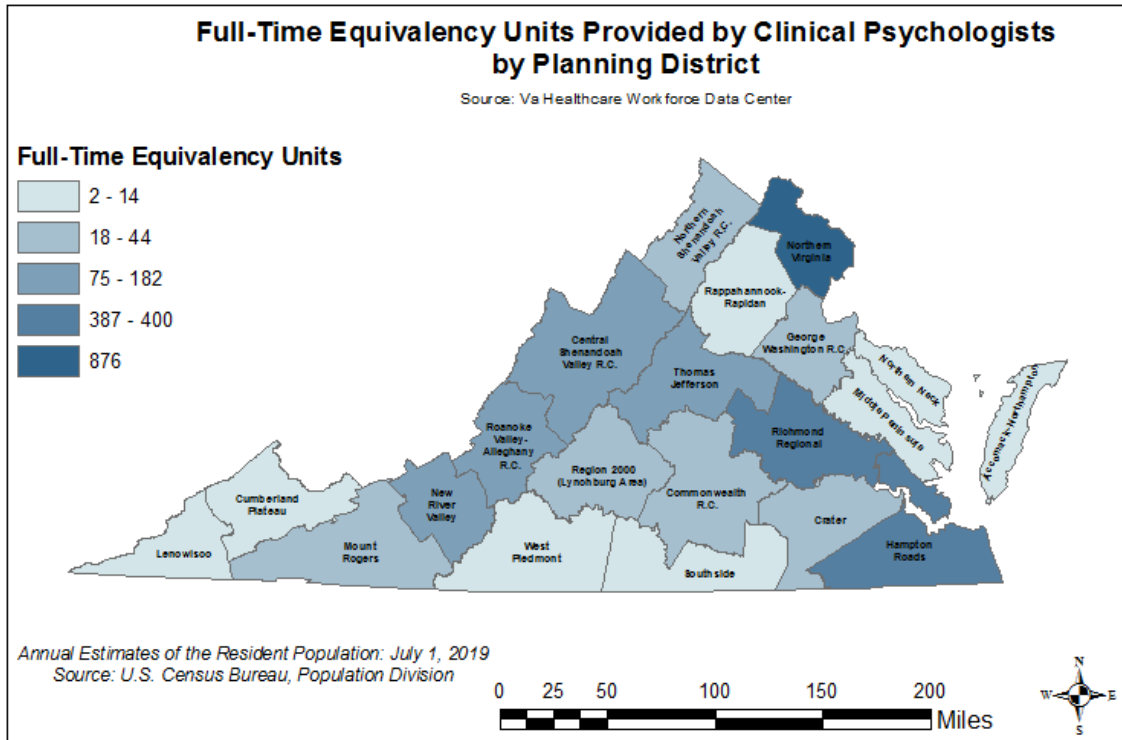 Full-Time Equivalency Units Provided by Clinical Psychologists
by Planning District
Source: Va Healthcare Workforce Data Center
Full-Time Equivalency Units
2 - 14
18 - 44
75 - 182
387 - 400
876
Northern
Shenandoah
Valley R.C.
Northern
Virginia
Rappahannock-
Rapidan
Central
Shenandoah
Valley R.C.
George
Washington R.C.
Northern Neck
Thomas
Jefferson
Middle Peninsula
Accomack-Northampton
Roanoke
Valley-
Alleghany
R.C.
Richmond
Regional
Region 2000
(Lynchburg Area)
Commonwealth
R.C.
Cumberland
Plateau
New
River
Valley
Crater
Lenowisco
Mount
Rogers
West
Piedmont
Southside
Hampton
Roads
Annual Estimates of the Resident Population: July 1, 2019
Source: U.S. Census Bureau, Population Division
0 25 50 100 150 200
Miles
N
W E
S